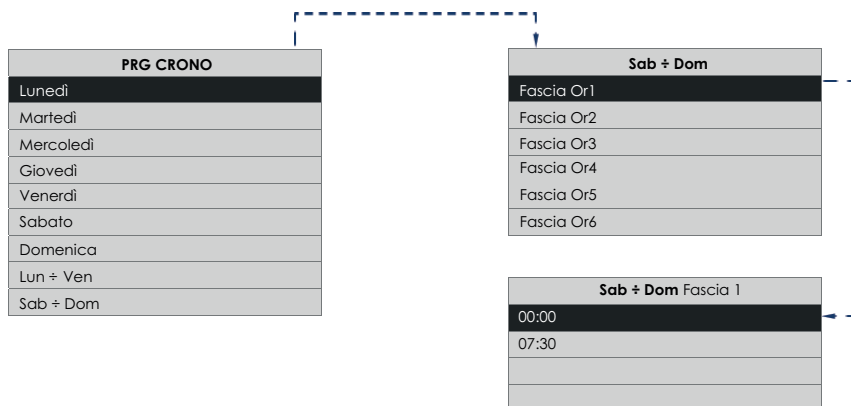 PRG CRONO
Lunedì
Martedì
Mercoledì
Giovedì
Venerdì
Sabato
Domenica
Lun ÷ Ven
Sab ÷ Dom
Sab ÷ Dom
Fascia Or1
Fascia Or2
Fascia Or3
Fascia Or4
Fascia Or5
Fascia Or6
Sab ÷ Dom Fascia 1
00:00
07:30